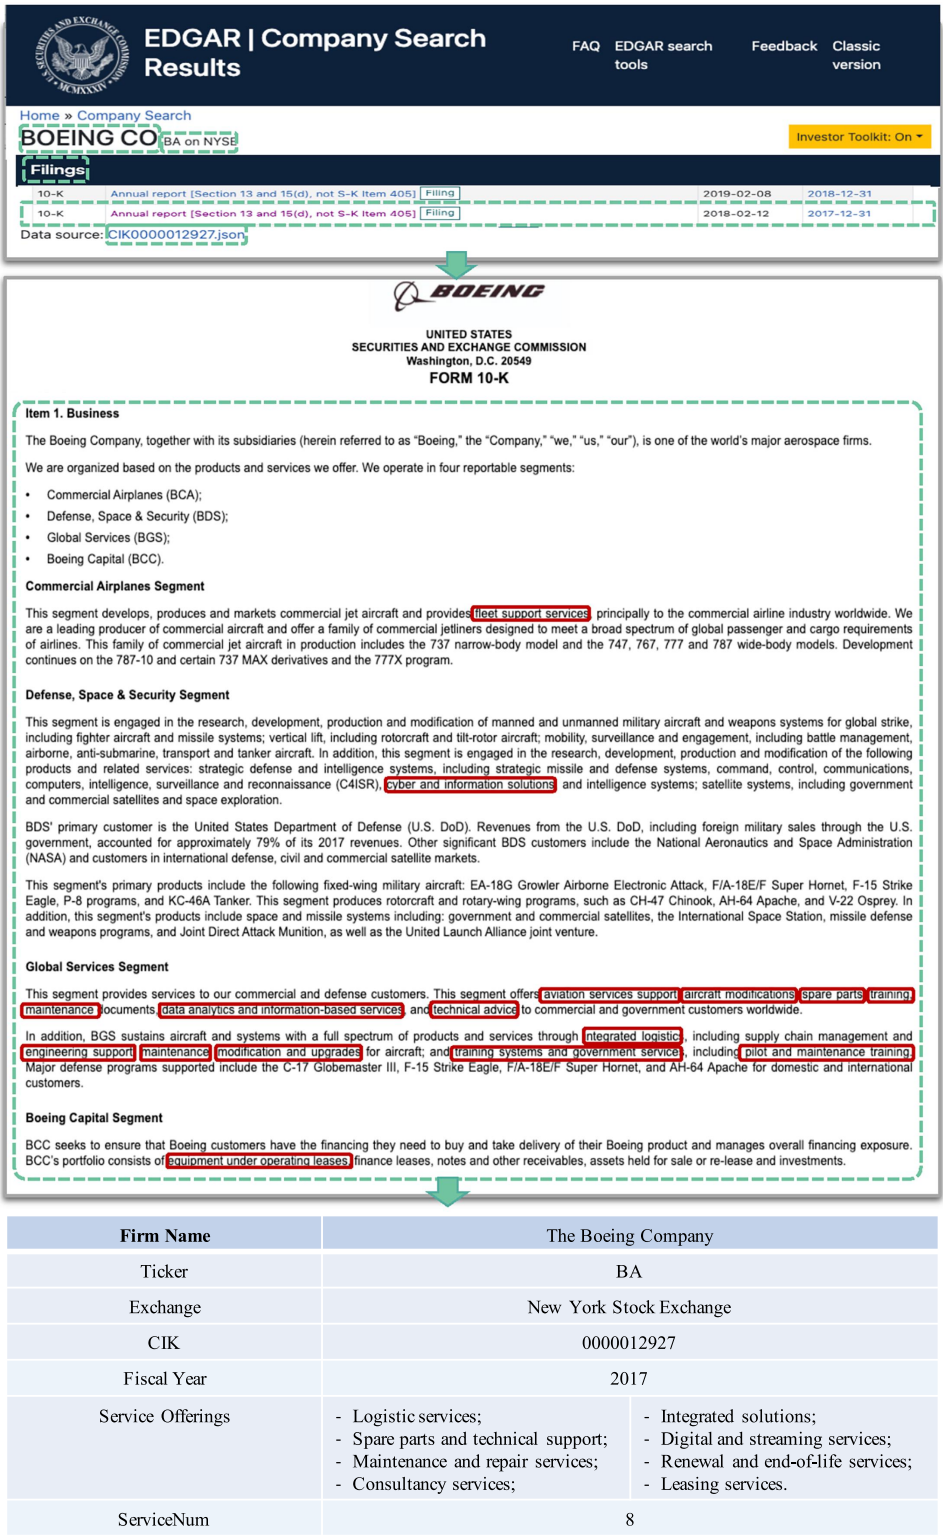 EDGAR | Company Search
Results
FAQ EDGAR search
tools
Feedback Classic
version
Home » Company Search
BOEING CO BA on NYSE
Investor Toolkit: On
Filings
10-K Annual report [Section 13 and 15(d), not S-K Item 405] Filing 2019-02-08 2018-12-31
10-K Annual report [Section 13 and 15(d), not S-K Item 405] Filing 2018-02-12 2017-12-31
Data source: CIK0000012927.json
BOEING
UNITED STATES
SECURITIES AND EXCHANGE COMMISSION
Washington, D.C. 20549
FORM 10-K
Item 1. Business
The Boeing Company, together with its subsidiaries (herein referred to as “Boeing,” the “Company,” “we,” “us,” “our”), is one of the world’s major aerospace firms.
We are organized based on the products and services we offer. We operate in four reportable segments:
• Commercial Airplanes (BCA);
• Defense, Space & Security (BDS);
• Global Services (BGS);
• Boeing Capital (BCC).
Commercial Airplanes Segment
This segment develops, produces and markets commercial jet aircraft and provides fleet support services, principally to the commercial airline industry worldwide. We
are a leading producer of commercial aircraft and offer a family of commercial jetliners designed to meet a broad spectrum of global passenger and cargo requirements
of airlines. This family of commercial jet aircraft in production includes the 737 narrow-body model and the 747, 767, 777 and 787 wide-body models. Development
continues on the 787-10 and certain 737 MAX derivatives and the 777X program.
Defense, Space & Security Segment
This segment is engaged in the research, development, production and modification of manned and unmanned military aircraft and weapons systems for global strike,
including fighter aircraft and missile systems; vertical lift, including rotorcraft and tilt-rotor aircraft; mobility, surveillance and engagement, including battle management,
airborne, anti-submarine, transport and tanker aircraft. In addition, this segment is engaged in the research, development, production and modification of the following
products and related services: strategic defense and intelligence systems, including strategic missile and defense systems, command, control, communications,
computers, intelligence, surveillance and reconnaissance (C4ISR), cyber and information solutions, and intelligence systems; satellite systems, including government
and commercial satellites and space exploration.
BDS' primary customer is the United States Department of Defense (U.S. DoD). Revenues from the U.S. DoD, including foreign military sales through the U.S.
government, accounted for approximately 79% of its 2017 revenues. Other significant BDS customers include the National Aeronautics and Space Administration
(NASA) and customers in international defense, civil and commercial satellite markets.
This segment's primary products include the following fixed-wing military aircraft: EA-18G Growler Airborne Electronic Attack, F/A-18E/F Super Hornet, F-15 Strike
Eagle, P-8 programs, and KC-46A Tanker. This segment produces rotorcraft and rotary-wing programs, such as CH-47 Chinook, AH-64 Apache, and V-22 Osprey. In
addition, this segment's products include space and missile systems including: government and commercial satellites, the International Space Station, missile defense
and weapons programs, and Joint Direct Attack Munition, as well as the United Launch Alliance joint venture.
Global Services Segment
This segment provides services to our commercial and defense customers. This segment offers aviation services support, aircraft modifications, spare parts, training,
maintenance documents, data analytics and information-based services, and technical advice to commercial and government customers worldwide.
In addition, BGS sustains aircraft and systems with a full spectrum of products and services through integrated logistics, including supply chain management and
engineering support; maintenance, modification and upgrades for aircraft; and training systems and government services, including pilot and maintenance training.
Major defense programs supported include the C-17 Globemaster III, F-15 Strike Eagle, F/A-18E/F Super Hornet, and AH-64 Apache for domestic and international
customers.
Boeing Capital Segment
BCC seeks to ensure that Boeing customers have the financing they need to buy and take delivery of their Boeing product and manages overall financing exposure.
BCC’s portfolio consists of equipment under operating leases, finance leases, notes and other receivables, assets held for sale or re-lease and investments.
Firm Name The Boeing Company
Ticker BA
Exchange New York Stock Exchange
CIK 0000012927
Fiscal Year 2017
Service Offerings - Logistic services; - Integrated solutions;
- Spare parts and technical support; - Digital and streaming services;
- Maintenance and repair services; - Renewal and end-of-life services;
- Consultancy services; - Leasing services.
ServiceNum 8